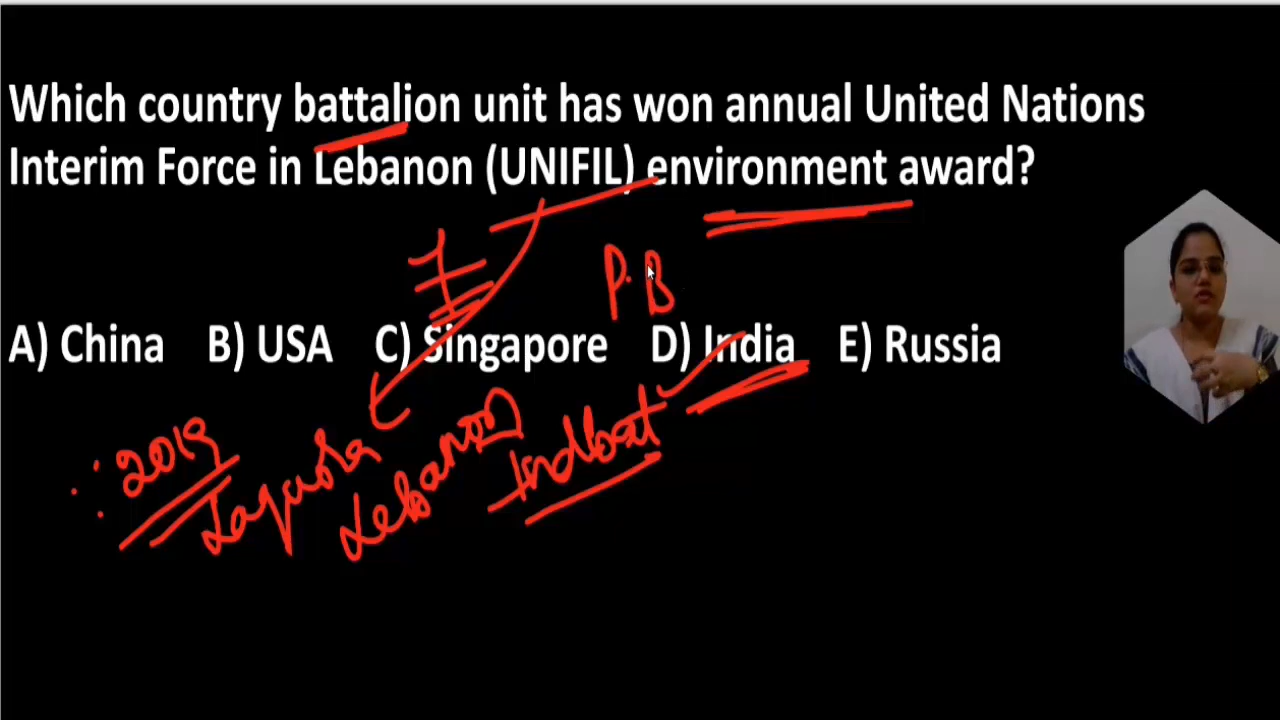 Which country battalion unit has won annual United Nations
Interim Force in Lebanon (UNIFIL) environment award?
P.B
A) China B) USA C) Singapore D) India E) Russia
2019
Lebanon
Indbat